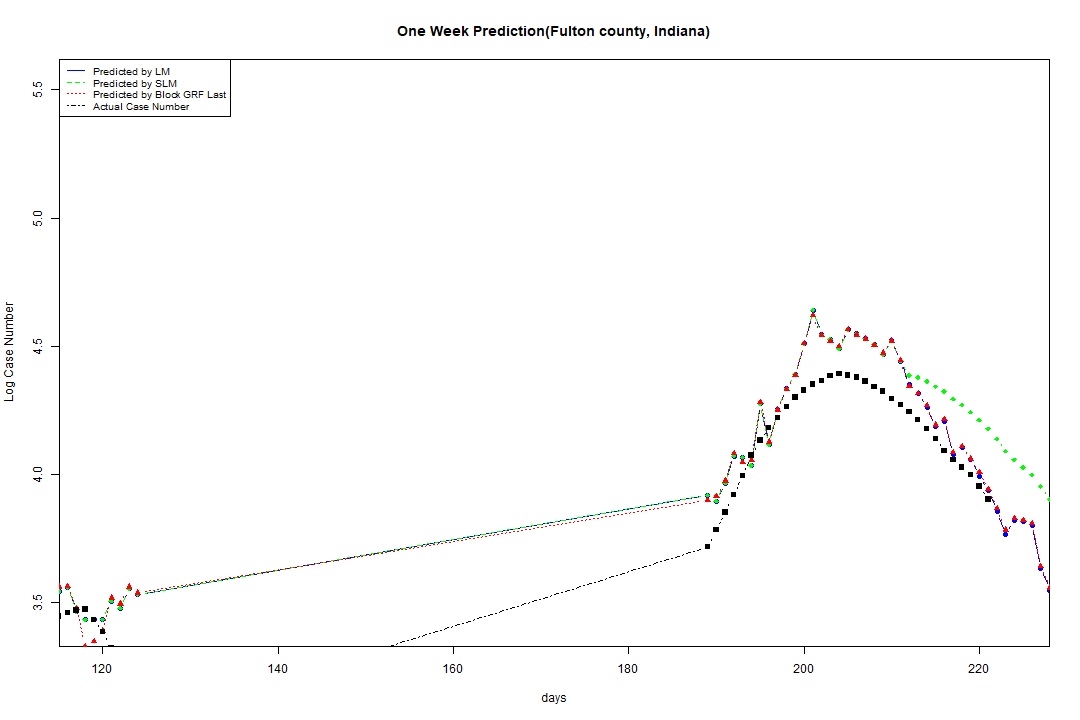 One Week Prediction(Fulton county, Indiana)
Predicted by LM
Predicted by SLM
Predicted by Block GRF Last
Actual Case Number
5.5
5.0
4.5
4.0
3.5
Log Case Number
120 140 160 180 200 220
days